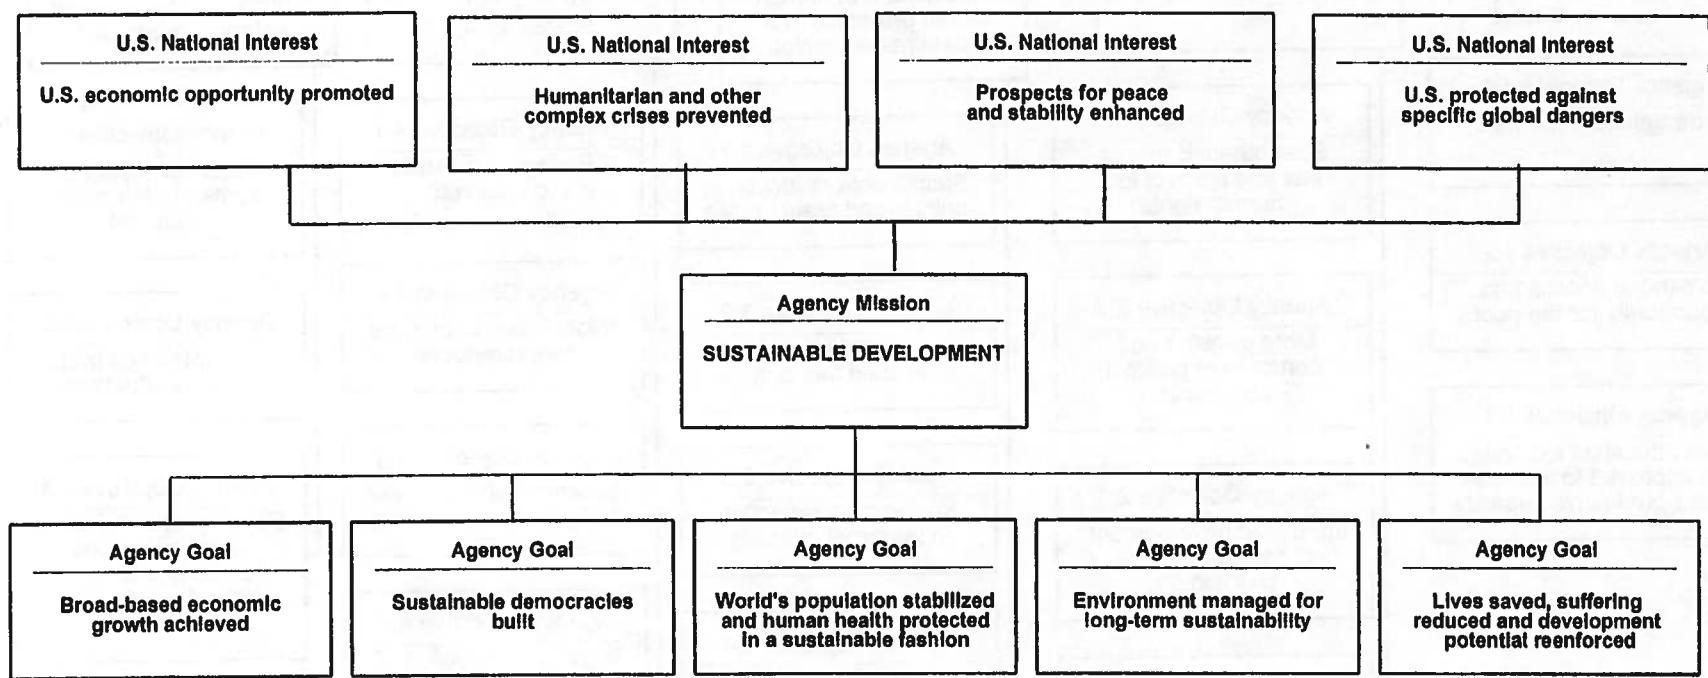 U.S. National Interest
U.S. economic opportunity promoted
U.S. National Interest
Humanitarian and other
complex crises prevented
U.S. National Interest
Prospects for peace
and stability enhanced
U.S. National Interest
U.S. protected against
specific global dangers
Agency Mission
SUSTAINABLE DEVELOPMENT
Agency Goal
Broad-based economic
growth achieved
Agency Goal
Sustainable democracies
built
Agency Goal
World's population stabilized
and human health protected
in a sustainable fashion
Agency Goal
Environment managed for
long-term sustainability
Agency Goal
Lives saved, suffering
reduced and development
potential reenforced